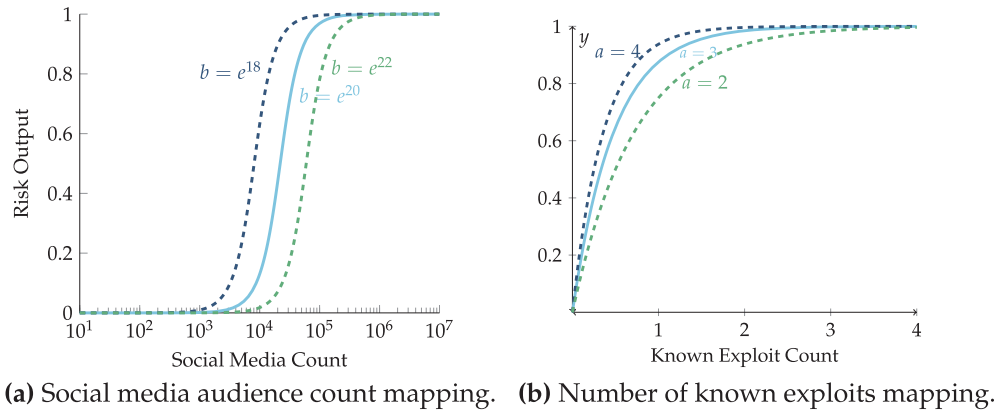 1
0.8
0.6
0.4
0.2
0
Risk Output
b = e^18
b = e^22
b = e^20
10^1 10^2 10^3 10^4 10^5 10^6 10^7
Social Media Count
(a) Social media audience count mapping.
1
0.8
0.6
0.4
0.2
y
a = 4
a = 3
a = 2
1 2 3 4
Known Exploit Count
(b) Number of known exploits mapping.